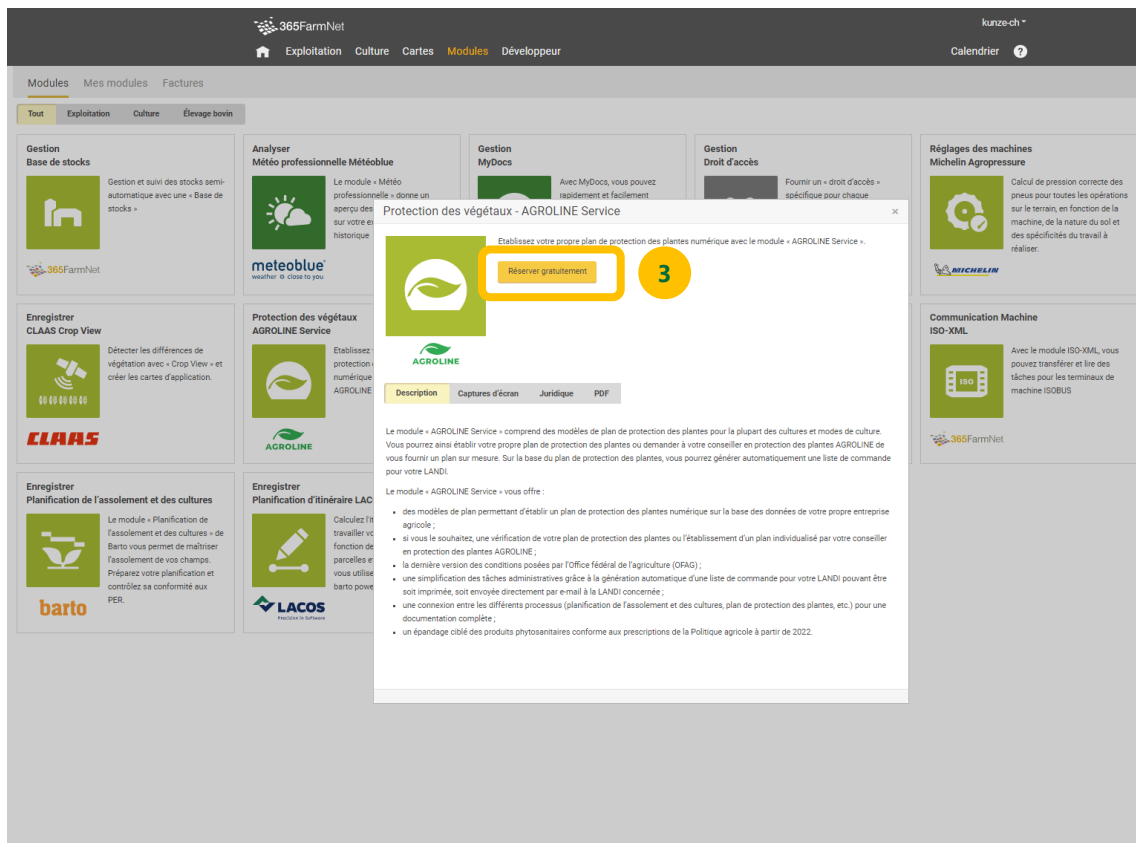 365FarmNet
kunze-ch
Exploitation Culture Cartes Modules Développeur
Calendrier ?
Modules Mes modules Factures
Tout Exploitation Culture Élevage bovin
Gestion
Base de stocks
Gestion et suivi des stocks semi-
automatique avec une « Base de
stocks »
365FarmNet
Analyser
Météo professionnelle Météoblue
Le module « Météo
professionnelle » donne un
aperçu des
sur votre
historique
meteoblue
weather & close to you
Gestion
MyDocs
Avec MyDocs, vous pouvez
rapidement et facilement
Gestion
Droit d'accès
Fournir un « droit d'accès »
spécifique pour chaque
Réglages des machines
Michelin Agropressure
Calcul de pression correcte des
pneus pour toutes les opérations
sur le terrain, en fonction de la
machine, de la nature du sol et
des spécificités du travail à
réaliser.
MICHELIN
Protection des végétaux - AGROLINE Service ×
Etablissez votre propre plan de protection des plantes numérique avec le module « AGROLINE Service ».
Réserver gratuitement
3
AGROLINE
Description Captures d'écran Juridique PDF
Le module « AGROLINE Service » comprend des modèles de plan de protection des plantes pour la plupart des cultures et modes de culture.
Vous pourrez ainsi établir votre propre plan de protection des plantes ou demander à votre conseiller en protection des plantes AGROLINE de
vous fournir un plan sur mesure. Sur la base du plan de protection des plantes, vous pourrez générer automatiquement une liste de commande
pour votre LANDI.
Le module « AGROLINE Service » vous offre :
• des modèles de plan permettant d'établir un plan de protection des plantes numérique sur la base des données de votre propre entreprise
agricole ;
• si vous le souhaitez, une vérification de votre plan de protection des plantes ou l'établissement d'un plan individualisé par votre conseiller
en protection des plantes AGROLINE ;
• la dernière version des conditions posées par l'Office fédéral de l'agriculture (OFAG) ;
• une simplification des tâches administratives grâce à la génération automatique d'une liste de commande pour votre LANDI pouvant être
soit imprimée, soit envoyée directement par e-mail à la LANDI concernée ;
• une connexion entre les différents processus (planification de l'assolement et des cultures, plan de protection des plantes, etc.) pour une
documentation complète ;
• un épandage ciblé des produits phytosanitaires conforme aux prescriptions de la Politique agricole à partir de 2022.
Enregistrer
CLAAS Crop View
Détecter les différences de
végétation avec « Crop View » et
créer les cartes d'application.
CLAAS
Protection des végétaux
AGROLINE Service
Etablissez
protection
numérique
AGROLINE
AGROLINE
Communication Machine
ISO-XML
ISO
Avec le module ISO-XML, vous
pouvez transférer et lire des
tâches pour les terminaux de
machine ISOBUS
365FarmNet
Enregistrer
Planification de l'assolement et des cultures
Le module « Planification de
l'assolement et des cultures » de
Barto vous permet de maîtriser
l'assolement de vos champs.
Préparez votre planification et
contrôlez sa conformité aux
PER.
barto
Enregistrer
Planification d'itinéraire LAC
Calculez
travailler
fonction de
parcelles
vous utilise
barto powe
LACOS
Precision in Software